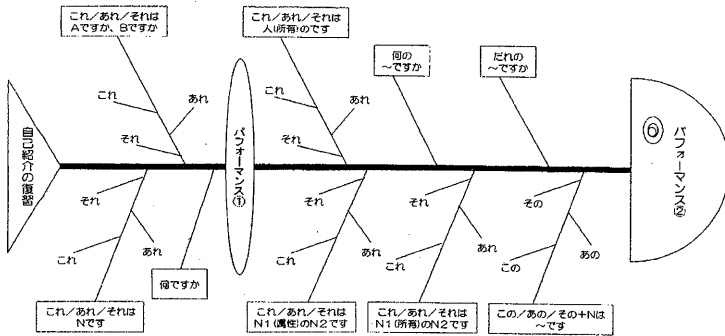 これ／あれ／それは
Aですか、Bですか
これ／あれ／それは
人(所有)のです
何の
～ですか
だれの
～ですか
これ
あれ
それ
これ
あれ
それ
自己紹介の復習
パフォーマンス①
⑥
パフォーマンス②
それ
あれ
これ
何ですか
それ
あれ
これ
それ
あれ
これ
その
あの
この
これ／あれ／それは
Nです
これ／あれ／それは
N1(属性)のN2です
これ／あれ／それは
N1(所有)のN2です
この／あの／その+Nは
～です